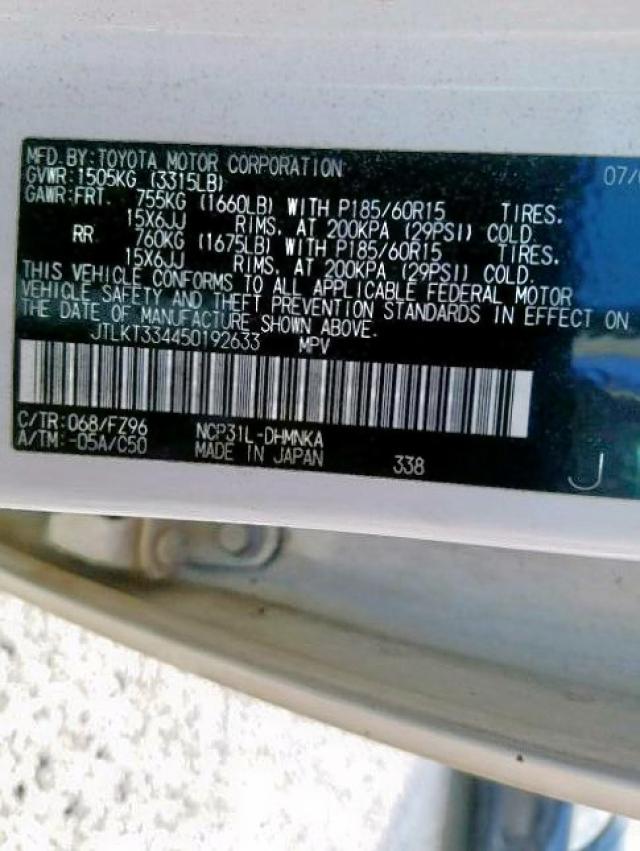 MFD.BY:TOYOTA MOTOR CORPORATION 07/
GVWR:1505KG (3315LB)
GAWR:FRT. 755KG (1660LB) WITH P185/60R15 TIRES.
15X6JJ RIMS. AT 200KPA (29PSI) COLD.
RR 760KG (1675LB) WITH P185/60R15 TIRES.
15X6JJ RIMS. AT 200KPA (29PSI) COLD.
THIS VEHICLE CONFORMS TO ALL APPLICABLE FEDERAL MOTOR
VEHICLE SAFETY AND THEFT PREVENTION STANDARDS IN EFFECT ON
THE DATE OF MANUFACTURE SHOWN ABOVE.
JTLKT334450192633 MPV
C/TR:068/FZ96 NCP31L-DHMNKA
A/TM:-05A/C50 MADE IN JAPAN 338 J